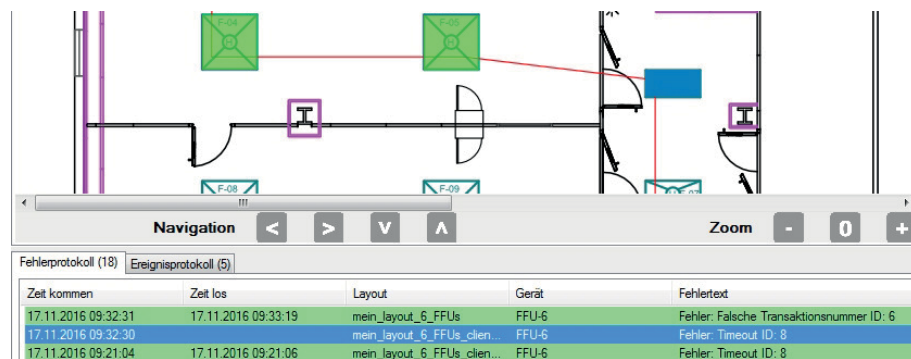 F-04 F-05
F-08 F-09
Navigation < > V Λ Zoom - 0 +
Fehlerprotokoll (18) Ereignisprotokoll (5)
Zeit kommen Zeit los Layout Gerät Fehlertext
17.11.2016 09:32:31 17.11.2016 09:33:19 mein_layout_6_FFUs FFU-6 Fehler: Falsche Transaktionsnummer ID: 6
17.11.2016 09:32:30 mein_layout_6_FFUs_clien... FFU-6 Fehler: Timeout ID: 8
17.11.2016 09:21:04 17.11.2016 09:21:06 mein_layout_6_FFUs_clien... FFU-6 Fehler: Timeout ID: 8